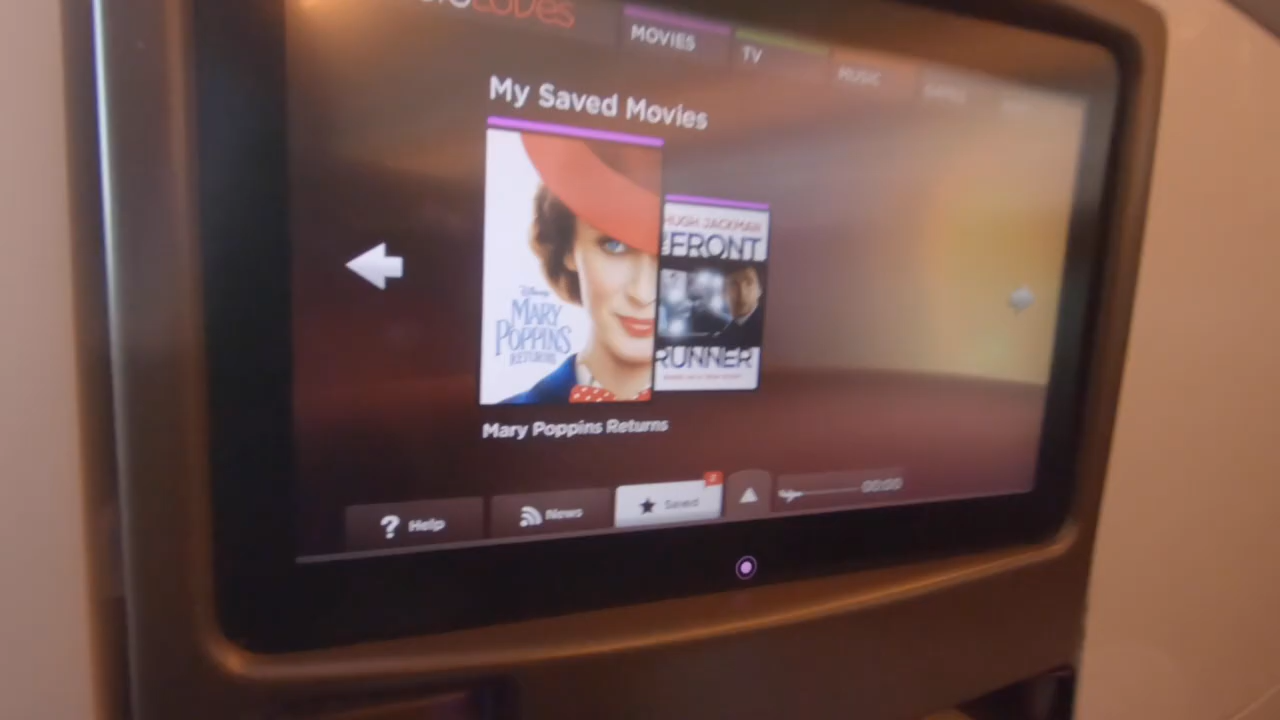 Loves
MOVIES
TV
MUSIC
My Saved Movies
Disney
MARY
POPPINS
RETURNS
HUGH JACKMAN
FRONT
RUNNER
Mary Poppins Returns
? Help
News
Saved
2
00:00